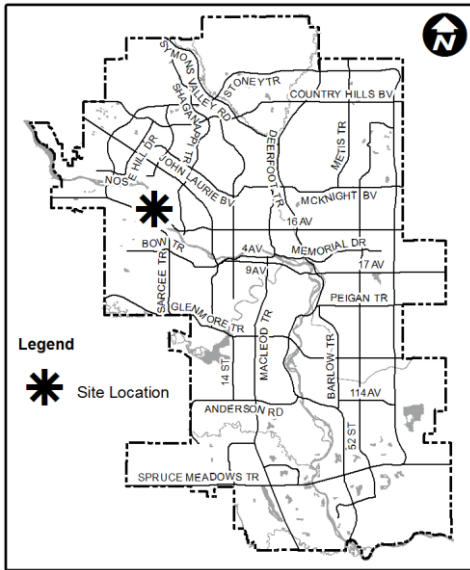 N
SYMONS VALLEY RD
SHAGANAPPI TR
STONEY TR
COUNTRY HILLS BV
METIS TR
DEERFOOT TR
NOSE HILL DR
JOHN LAURIE BV
MCKNIGHT BV
16 AV
BOW TR
4 AV
MEMORIAL DR
9 AV
17 AV
SARCEE TR
PEIGAN TR
GLENMORE TR
Legend
Site Location
14 ST
MACLEOD TR
BARLOW TR
114 AV
ANDERSON RD
52 ST
SPRUCE MEADOWS TR